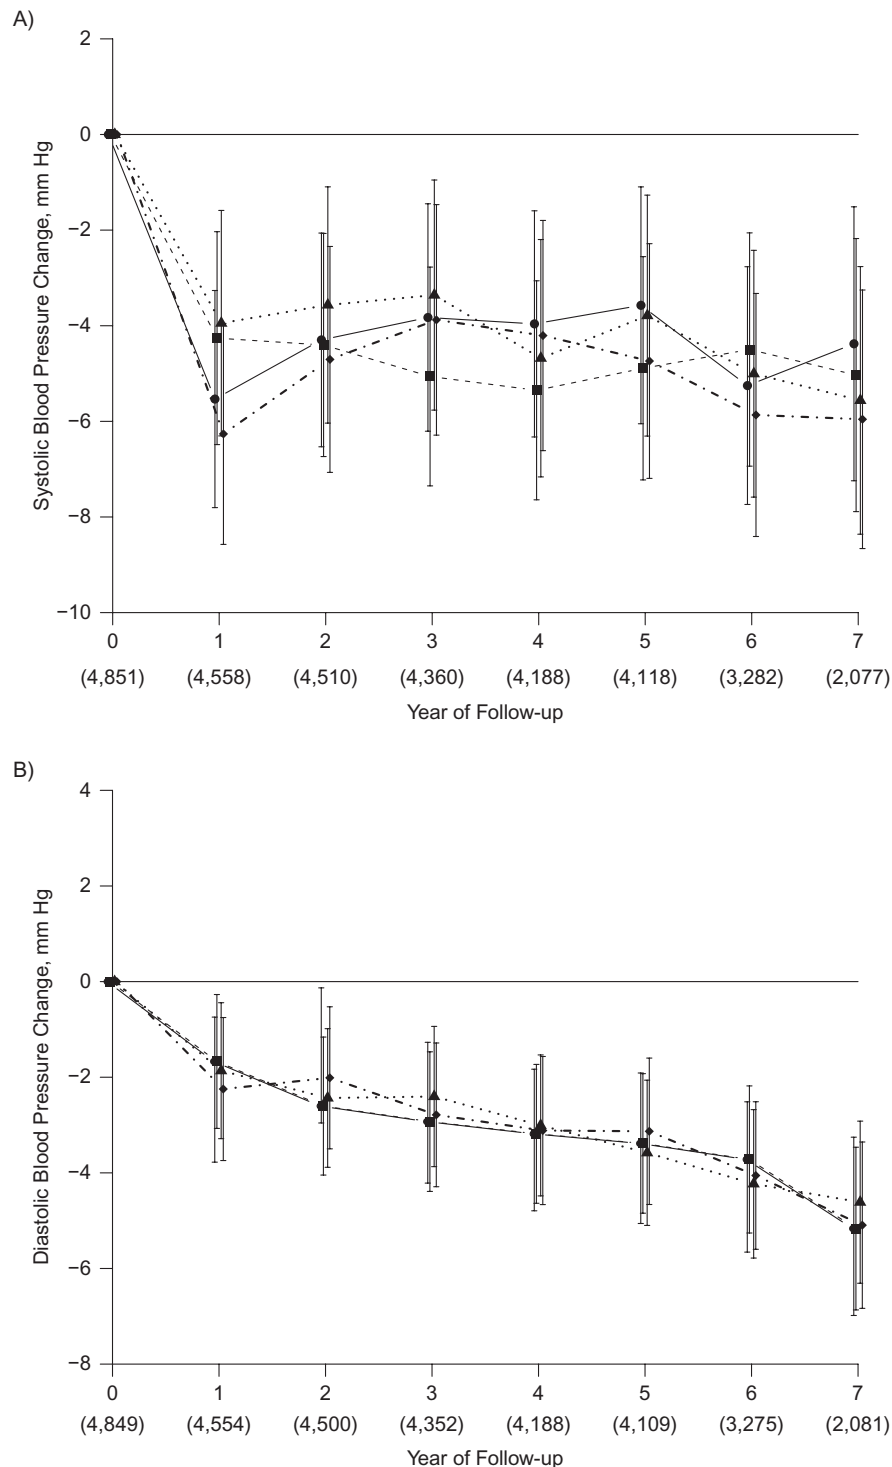 A)
2
0
−2
−4
−6
−8
−10
Systolic Blood Pressure Change, mm Hg
0 1 2 3 4 5 6 7
(4,851) (4,558) (4,510) (4,360) (4,188) (4,118) (3,282) (2,077)
Year of Follow-up
B)
4
2
0
−2
−4
−6
−8
Diastolic Blood Pressure Change, mm Hg
0 1 2 3 4 5 6 7
(4,849) (4,554) (4,500) (4,352) (4,188) (4,109) (3,275) (2,081)
Year of Follow-up